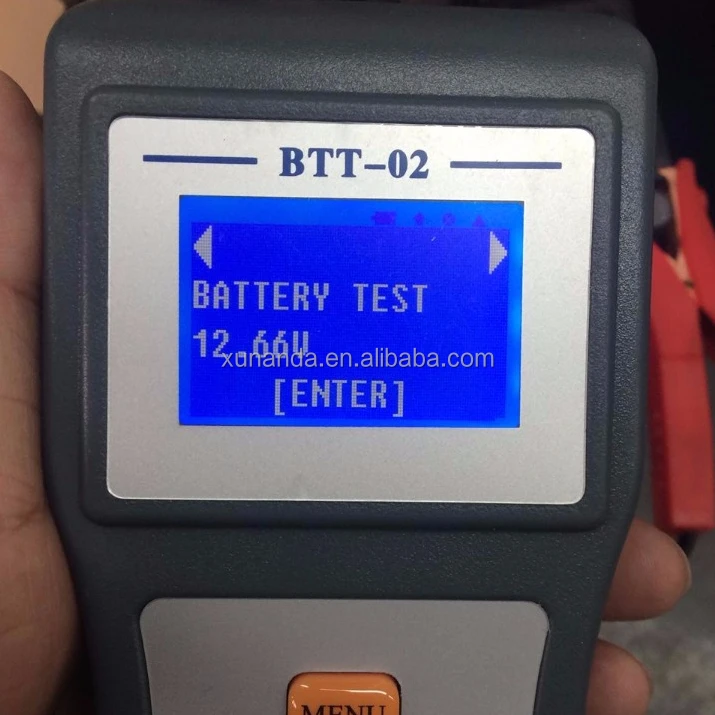 BTT-02
BATTERY TEST
12.66V
xunanda.en.alibaba.com
[ENTER]
MENU